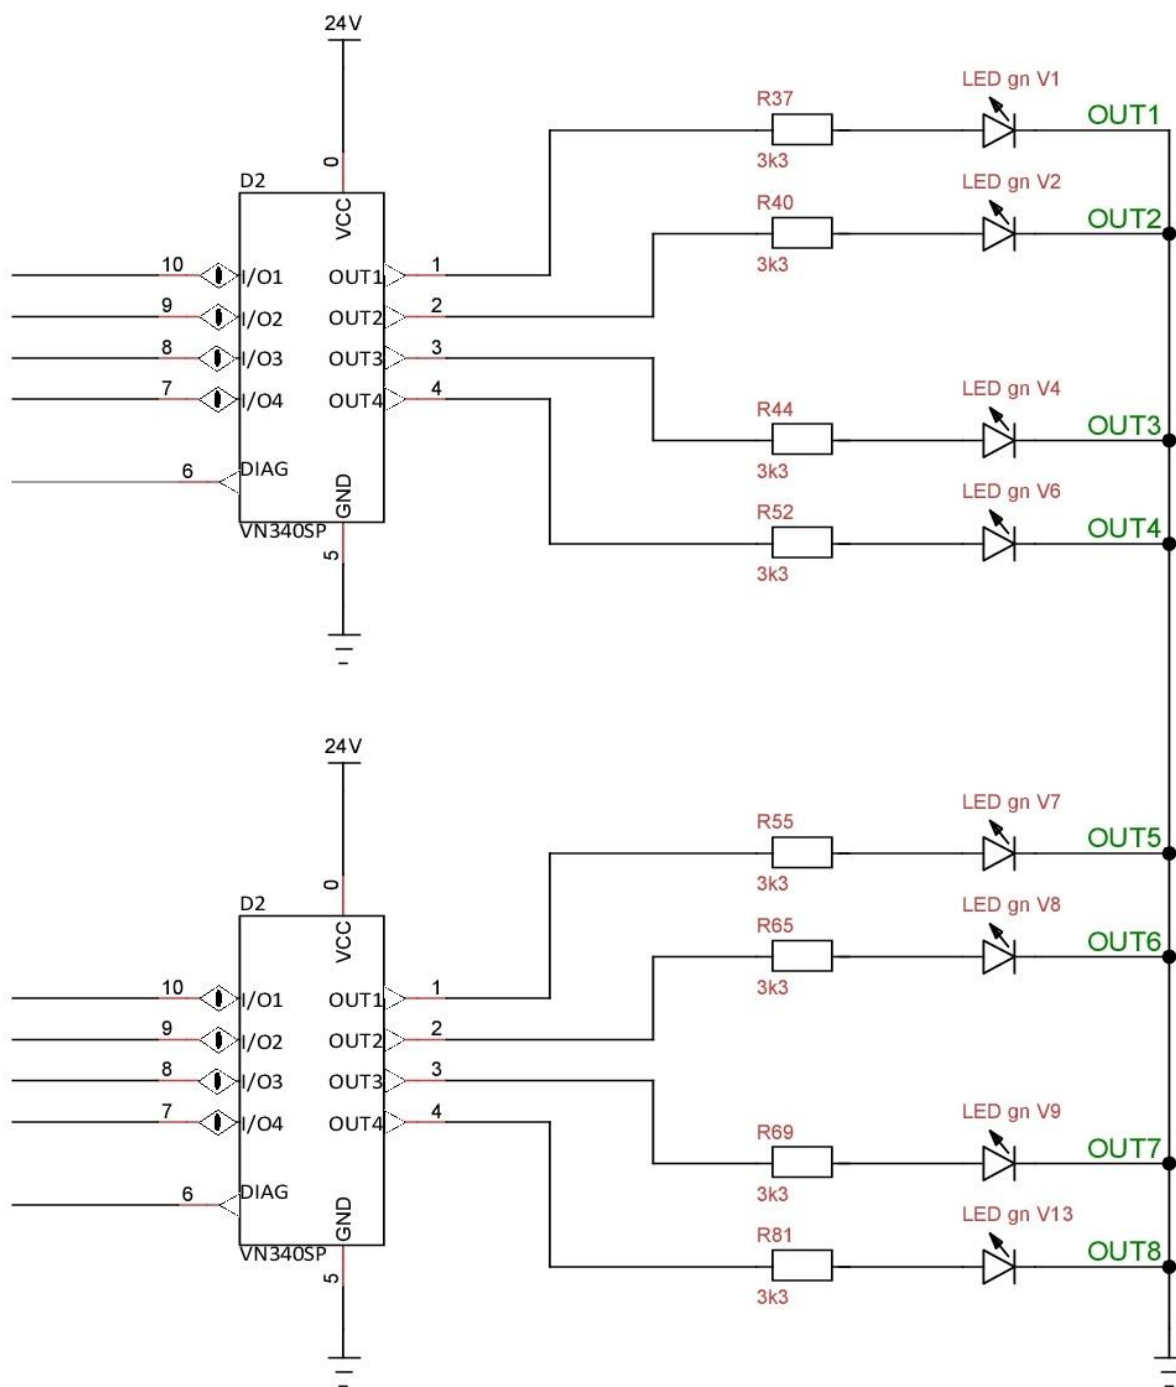 24V
LED gn V1
R37
OUT1
3k3
0
D2
VCC
LED gn V2
R40
OUT2
3k3
10
I/O1
OUT1
1
9
I/O2
OUT2
2
8
I/O3
OUT3
3
7
I/O4
OUT4
4
LED gn V4
R44
OUT3
3k3
6
DIAG
GND
LED gn V6
R52
OUT4
3k3
VN340SP
5
24V
LED gn V7
R55
OUT5
3k3
0
D2
VCC
LED gn V8
R65
OUT6
3k3
10
I/O1
OUT1
1
9
I/O2
OUT2
2
8
I/O3
OUT3
3
7
I/O4
OUT4
4
LED gn V9
R69
OUT7
3k3
6
DIAG
GND
LED gn V13
R81
OUT8
3k3
VN340SP
5